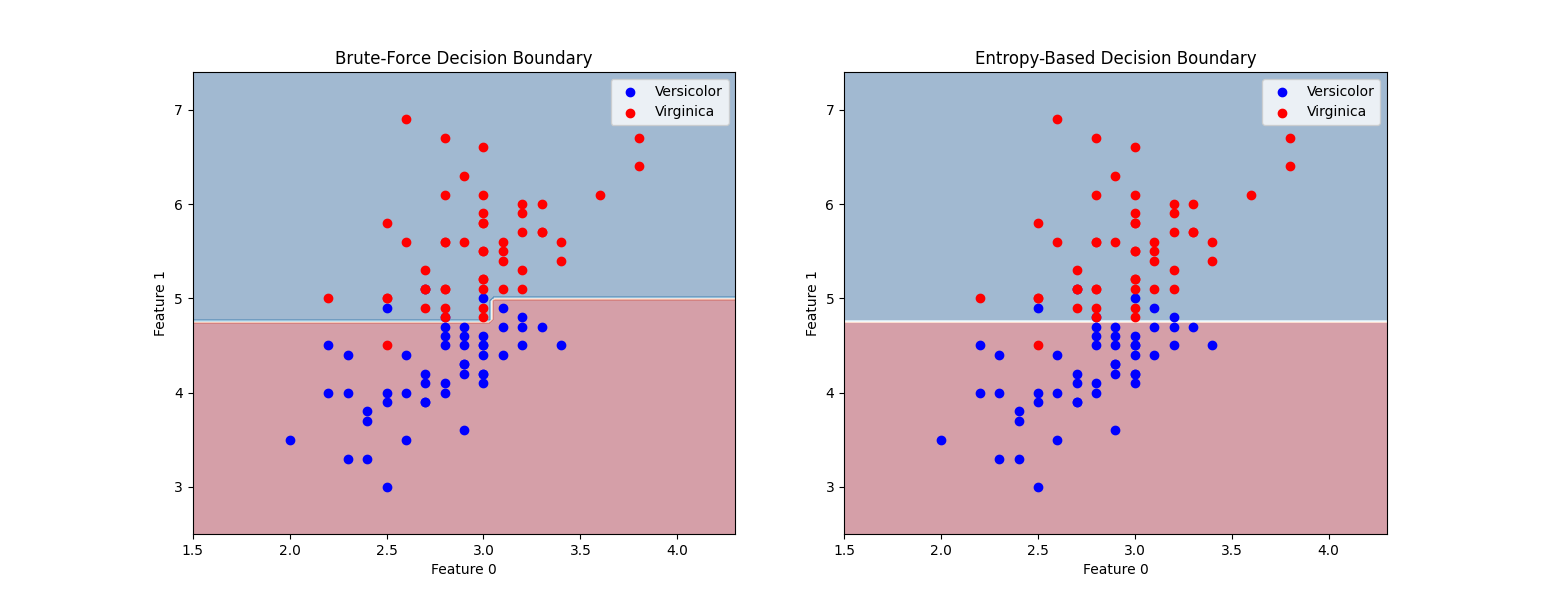 Brute-Force Decision Boundary
Versicolor
Virginica
7
6
5
4
3
Feature 1
1.5
2.0
2.5
3.0
3.5
4.0
Feature 0
Entropy-Based Decision Boundary
Versicolor
Virginica
7
6
5
4
3
Feature 1
1.5
2.0
2.5
3.0
3.5
4.0
Feature 0